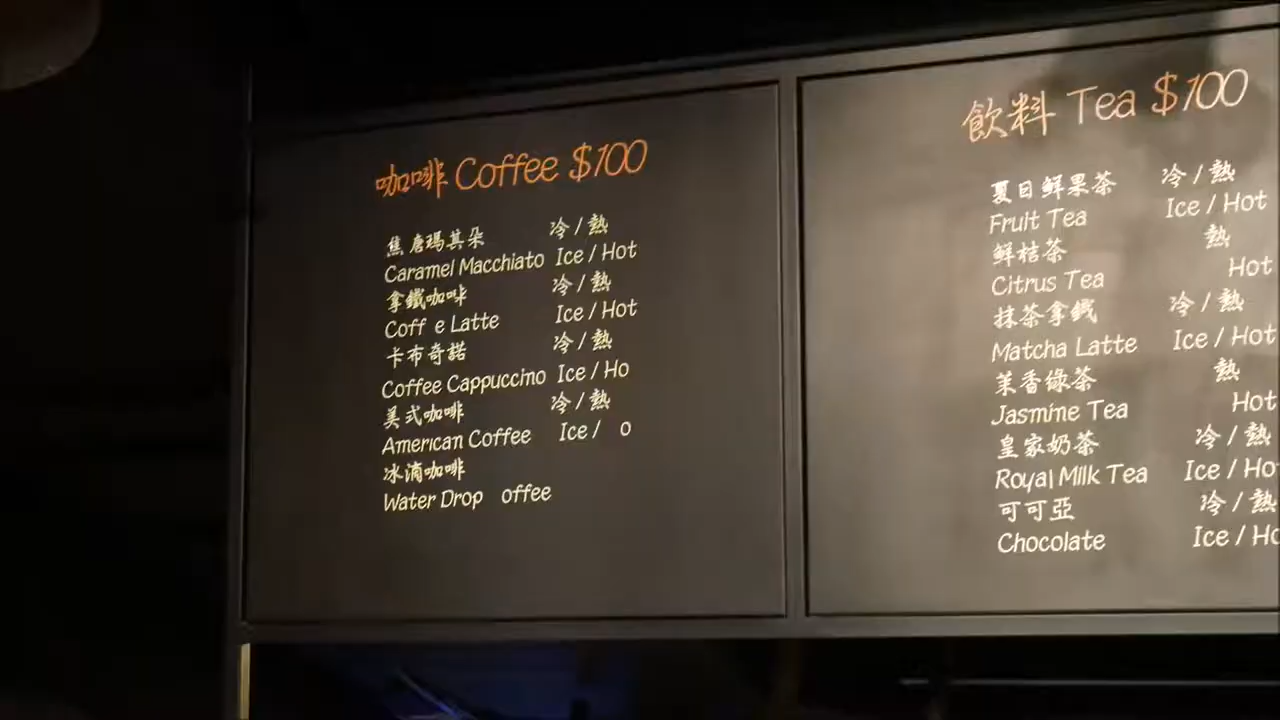 咖啡 Coffee $100
焦唐瑪其朵 冷 / 熱
Caramel Macchiato Ice / Hot
拿鐵咖啡 冷 / 熱
Coff e Latte Ice / Hot
卡布奇諾 冷 / 熱
Coffee Cappuccino Ice / Ho
美式咖啡 冷 / 熱
American Coffee Ice / o
冰滴咖啡
Water Drop offee
飲料 Tea $100
夏日鮮果茶 冷 / 熱
Fruit Tea Ice / Hot
鮮桔茶 熱
Citrus Tea Hot
抹茶拿鐵 冷 / 熱
Matcha Latte Ice / Hot
茉香綠茶 熱
Jasmine Tea Hot
皇家奶茶 冷 / 熱
Royal Milk Tea Ice / Ho
可可亞 冷 / 熱
Chocolate Ice / Ho